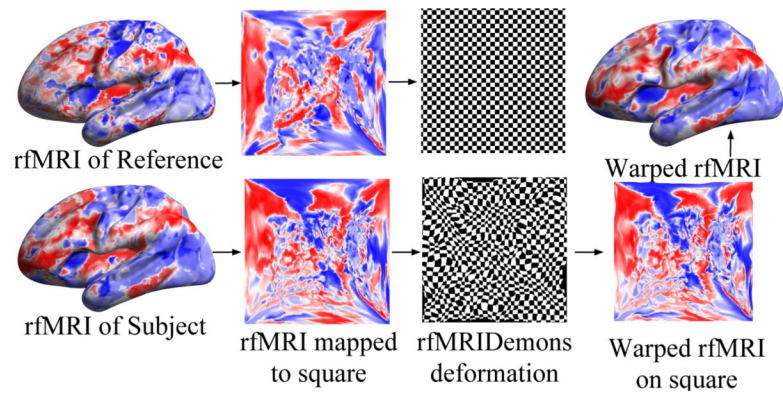 rfMRI of Reference
Warped rfMRI
rfMRI of Subject
rfMRI mapped
to square
rfMRIDemons
deformation
Warped rfMRI
on square